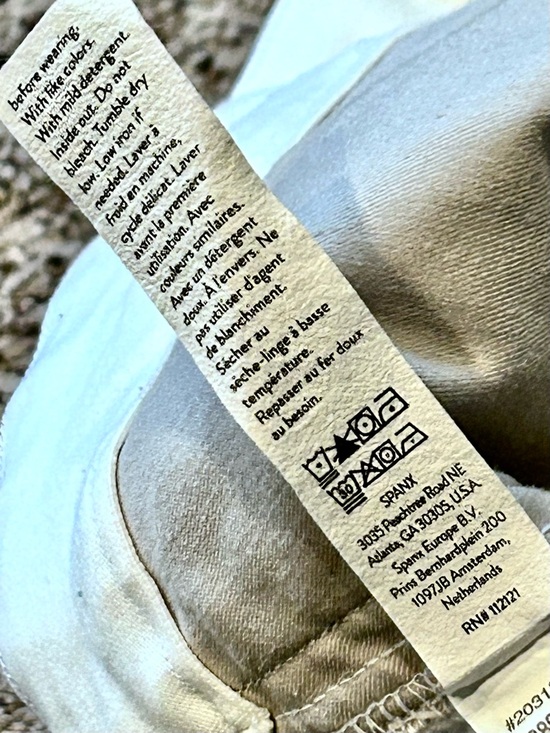 before wearing.
With like colors.
With mild detergent
Inside out. Do not
bleach. Tumble dry
low. Low iron if
needed. Laver à
froid en machine,
cycle délicat. Laver
avant la première
utilisation. Avec
couleurs similaires.
Avec un détergent
doux. À l'envers. Ne
pas utiliser d'agent
de blanchiment.
Sécher au
sèche-linge à basse
température.
Repasser au fer doux
au besoin.
30
SPANX
3035 Peachtree Road NE
Atlanta, GA 30305, U.S.A.
Spanx Europe B.V.
Prins Bernhardplein 200
1097JB Amsterdam,
Netherlands
RN# 112121